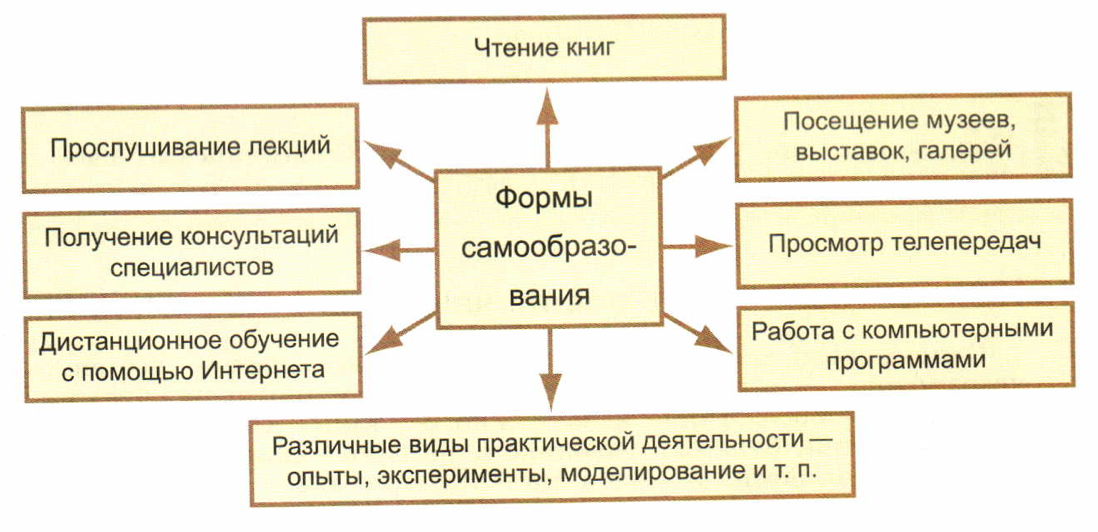 Чтение книг
Прослушивание лекций
Посещение музеев,
выставок, галерей
Формы
самообразо-
вания
Получение консультаций
специалистов
Просмотр телепередач
Дистанционное обучение
с помощью Интернета
Работа с компьютерными
программами
Различные виды практической деятельности —
опыты, эксперименты, моделирование и т. п.